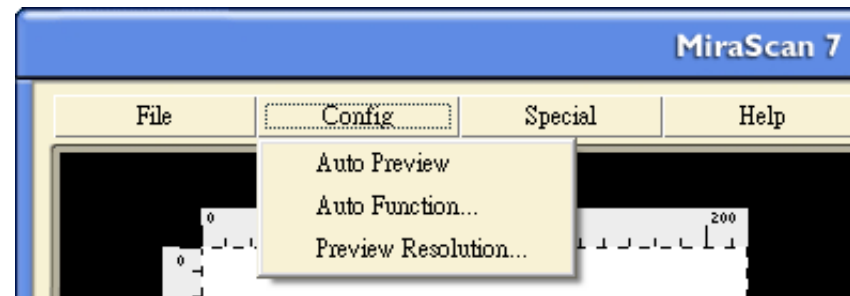 MiraScan 7
File Config Special Help
Auto Preview
Auto Function...
Preview Resolution...
0 200
0